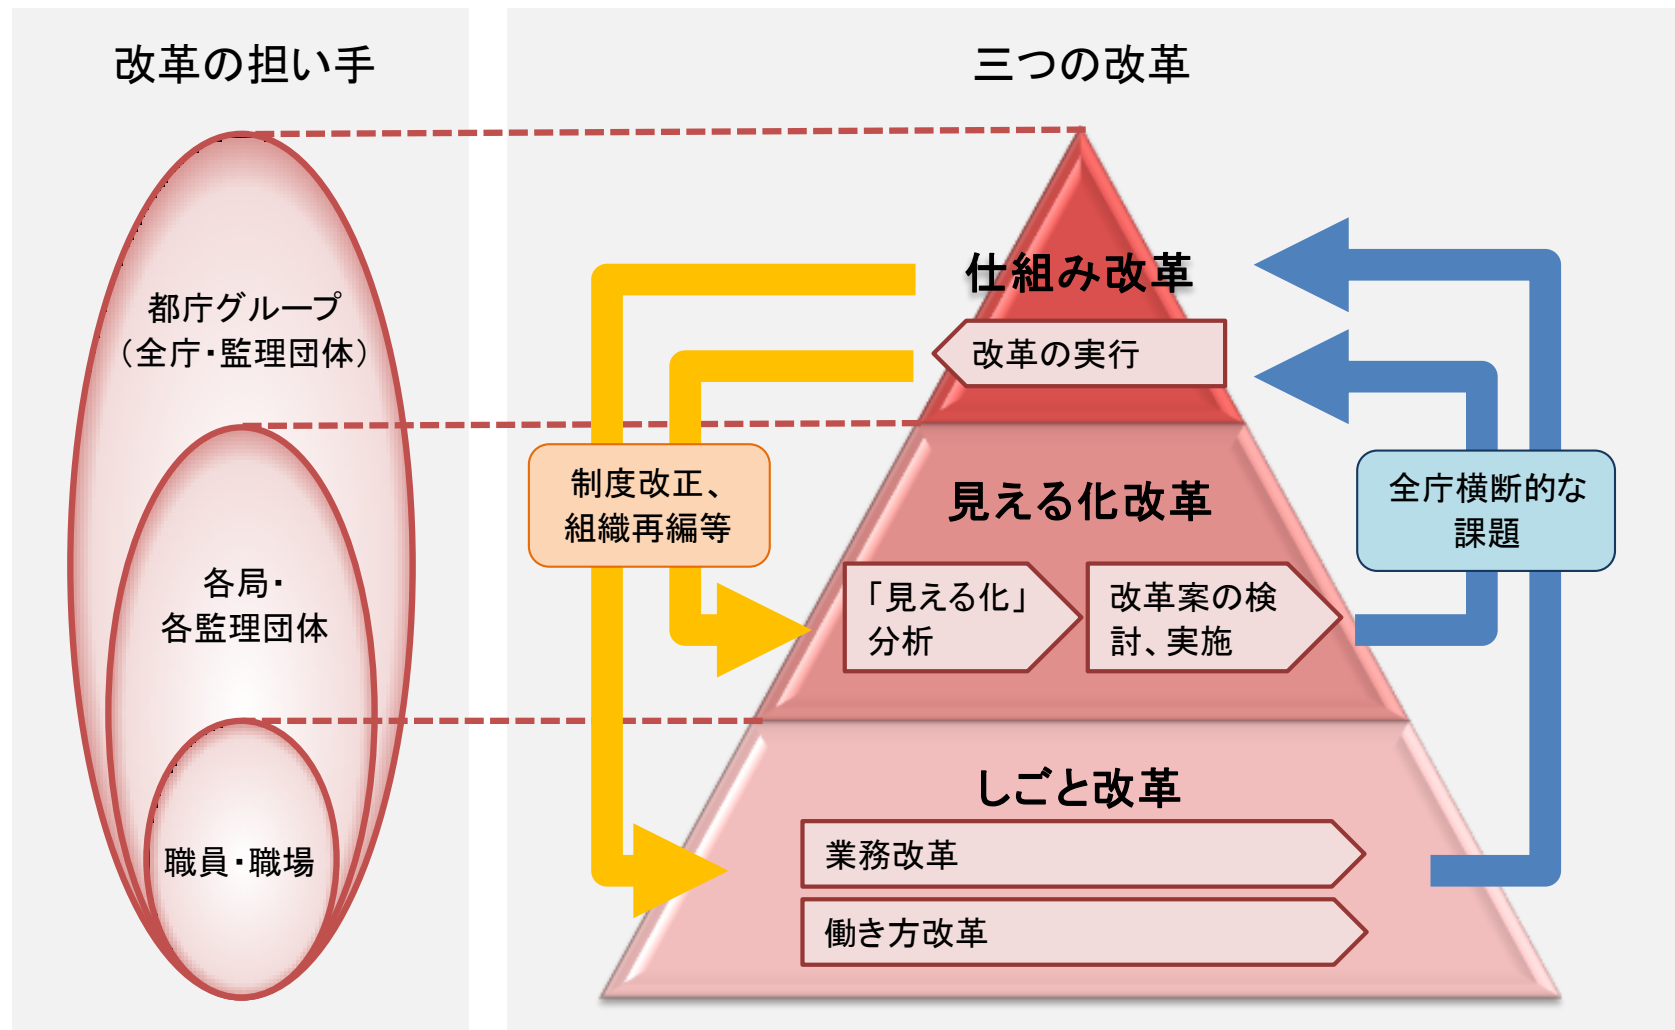 改革の担い手
都庁グループ
（全庁・監理団体）
各局・
各監理団体
職員・職場
三つの改革
仕組み改革
改革の実行
制度改正、
組織再編等
見える化改革
「見える化」
分析
改革案の検
討、実施
全庁横断的な
課題
しごと改革
業務改革
働き方改革